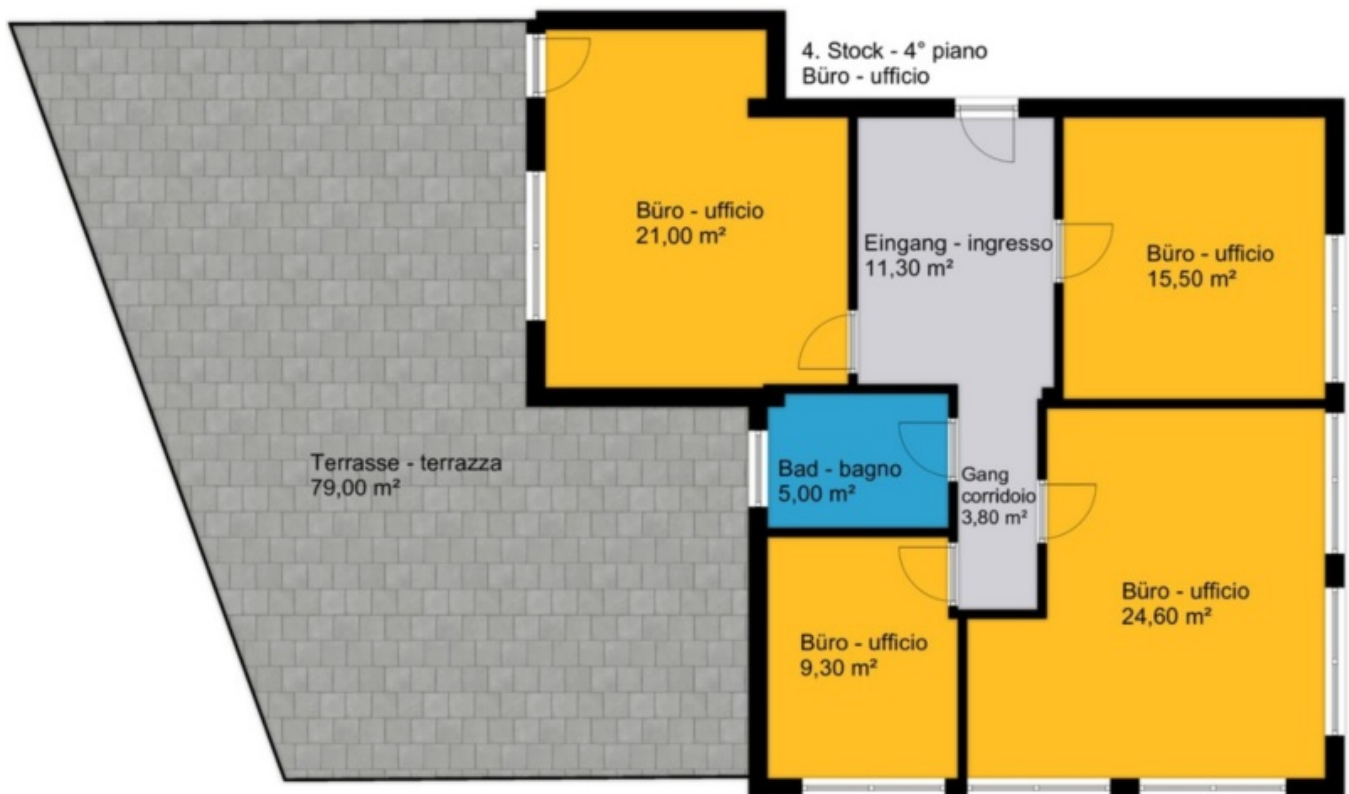 4. Stock - 4° piano
Büro - ufficio
Büro - ufficio
21,00 m²
Eingang - ingresso
11,30 m²
Büro - ufficio
15,50 m²
Terrasse - terrazza
79,00 m²
Bad - bagno
5,00 m²
Gang
corridoio
3,80 m²
Büro - ufficio
24,60 m²
Büro - ufficio
9,30 m²